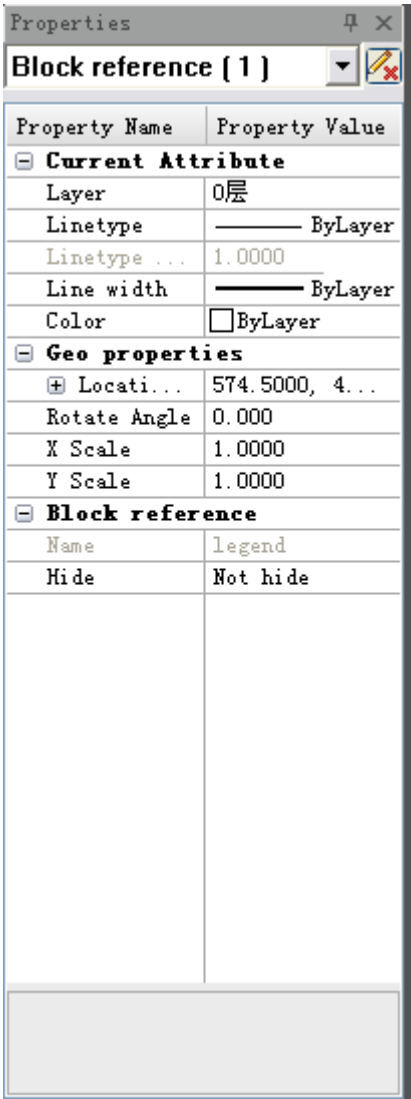 Properties
Block reference (1)
Property Name Property Value
Current Attribute
Layer 0层
Linetype ByLayer
Linetype ... 1.0000
Line width ByLayer
Color ByLayer
Geo properties
Locati... 574.5000, 4...
Rotate Angle 0.000
X Scale 1.0000
Y Scale 1.0000
Block reference
Name legend
Hide Not hide